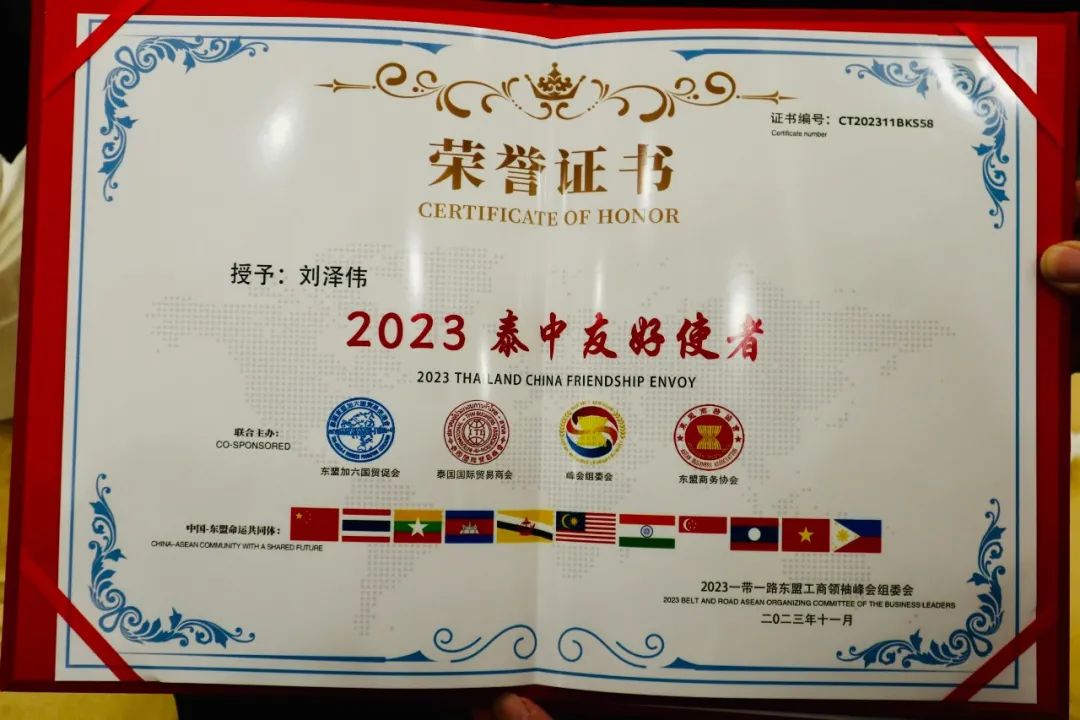 证书编号：CT202311BKS58
Certificate number
荣誉证书
CERTIFICATE OF HONOR
授予：刘泽伟
2023 泰中友好使者
2023 THAILAND CHINA FRIENDSHIP ENVOY
联合主办：
CO-SPONSORED
东盟加六国贸促会
泰国国际贸易商会
峰会组委会
东盟商务协会
中国-东盟命运共同体：
CHINA-ASEAN COMMUNITY WITH A SHARED FUTURE
2023一带一路东盟工商领袖峰会组委会
2023 BELT AND ROAD ASEAN ORGANIZING COMMITTEE OF THE BUSINESS LEADERS
二〇二三年十一月